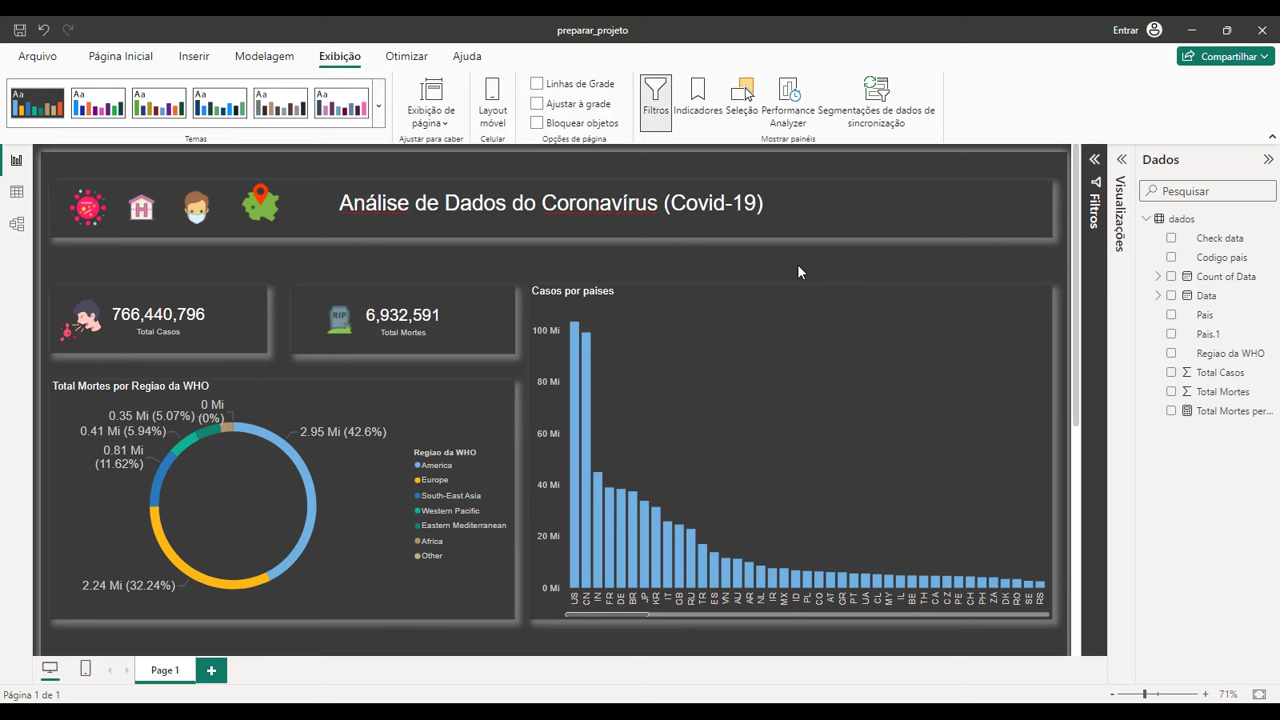 preparar_projeto
Entrar
Arquivo
Página Inicial
Inserir
Modelagem
Exibição
Otimizar
Ajuda
Compartilhar
Aa
Aa
Aa
Aa
Aa
Aa
Temas
Exibição de
página
Ajustar para caber
Layout
móvel
Celular
Linhas de Grade
Ajustar à grade
Bloquear objetos
Opções de página
Filtros
Indicadores
Seleção
Performance
Analyzer
Segmentações de dados de
sincronização
Mostrar painéis
H
Análise de Dados do Coronavírus (Covid-19)
766,440,796
Total Casos
RIP
6,932,591
Total Mortes
Total Mortes por Regiao da WHO
0 Mi
(0%)
0.35 Mi (5.07%)
0.41 Mi (5.94%)
0.81 Mi
(11.62%)
2.95 Mi (42.6%)
2.24 Mi (32.24%)
Regiao da WHO
America
Europe
South-East Asia
Western Pacific
Eastern Mediterranean
Africa
Other
Casos por paises
100 Mi
80 Mi
60 Mi
40 Mi
20 Mi
0 Mi
US CN IN FR DE BR JP KR IT GB RU TR ES VN AU AR NL IR MX ID PL CO AT GR PT UA CL MY IL BE TH CA CZ PE CH PH ZA DK RO SE RS
Filtros
Visualizações
Dados
Pesquisar
dados
Check data
Codigo pais
Count of Data
Data
Pais
Pais.1
Regiao da WHO
Total Casos
Total Mortes
Total Mortes per...
Page 1
Página 1 de 1
71%